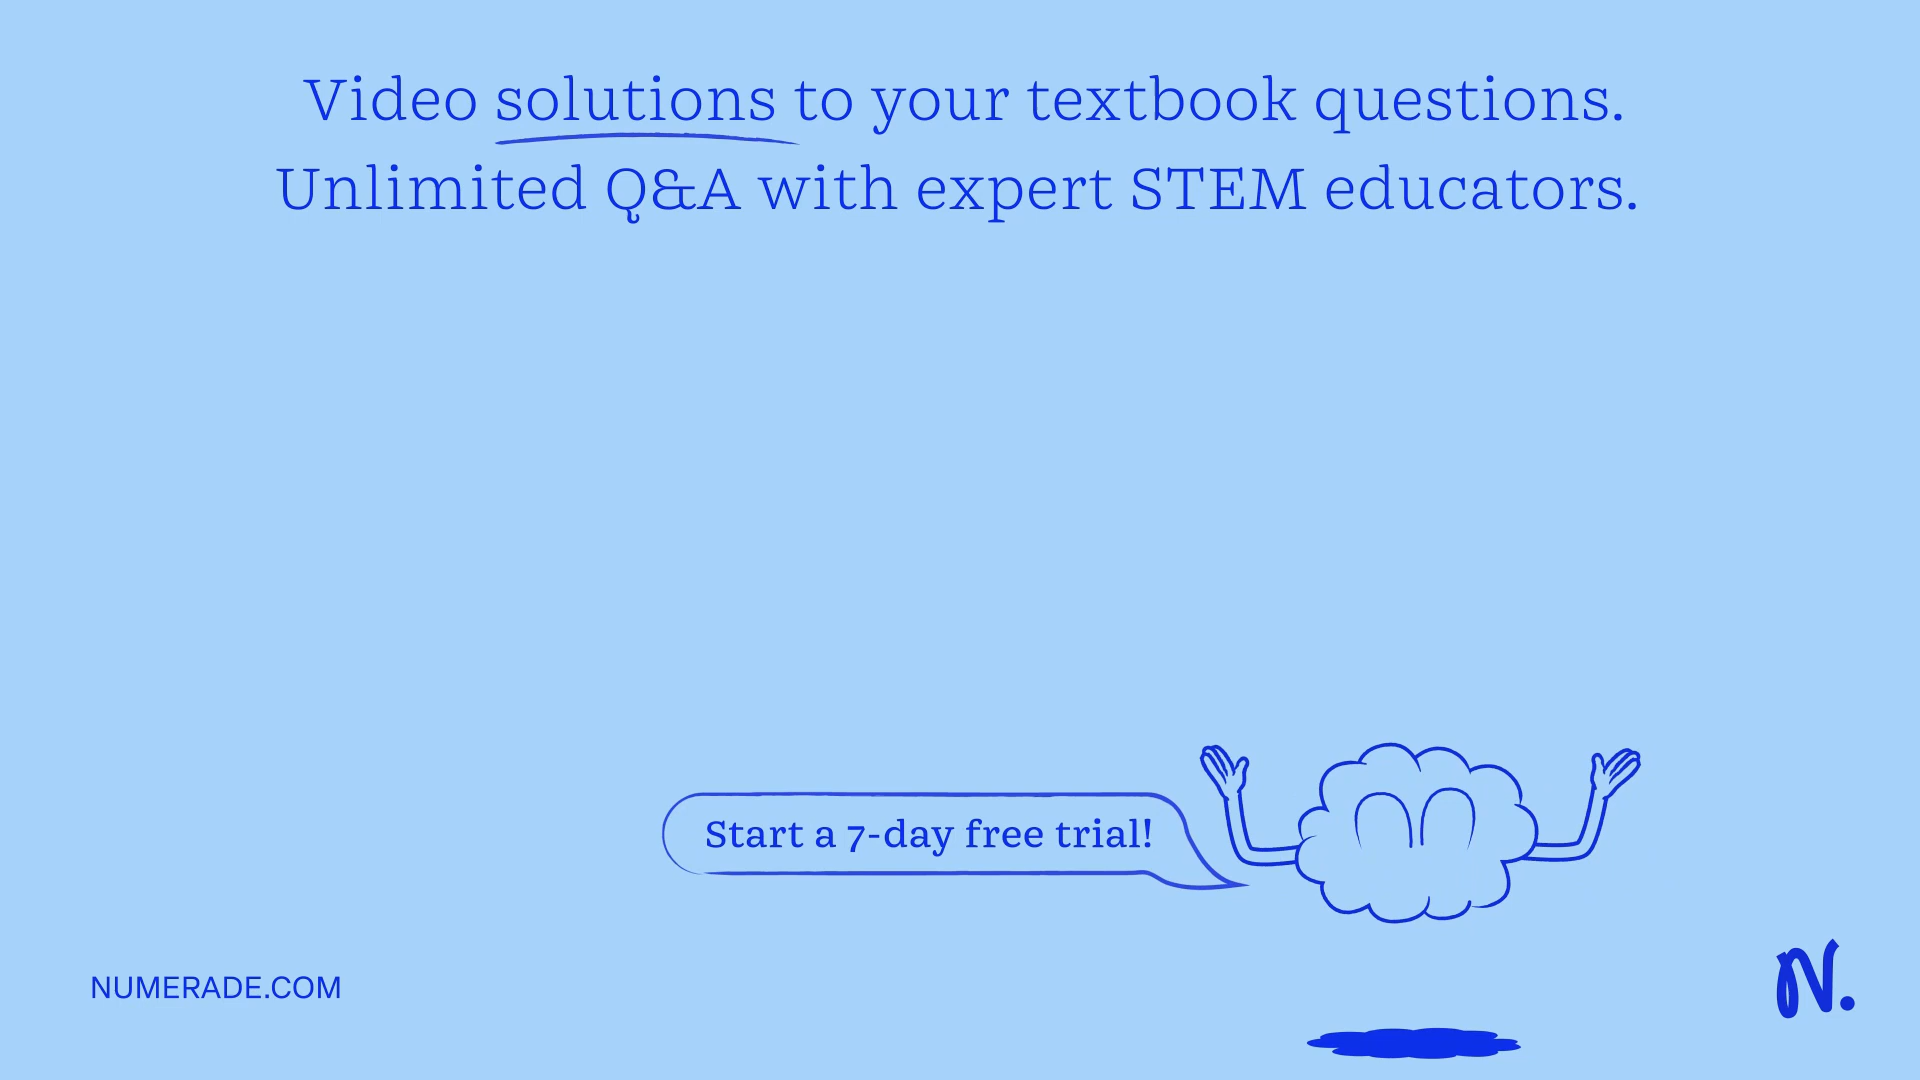 Video solutions to your textbook questions.
Unlimited Q&A with expert STEM educators.
Start a 7-day free trial!
NUMERADE.COM
N.